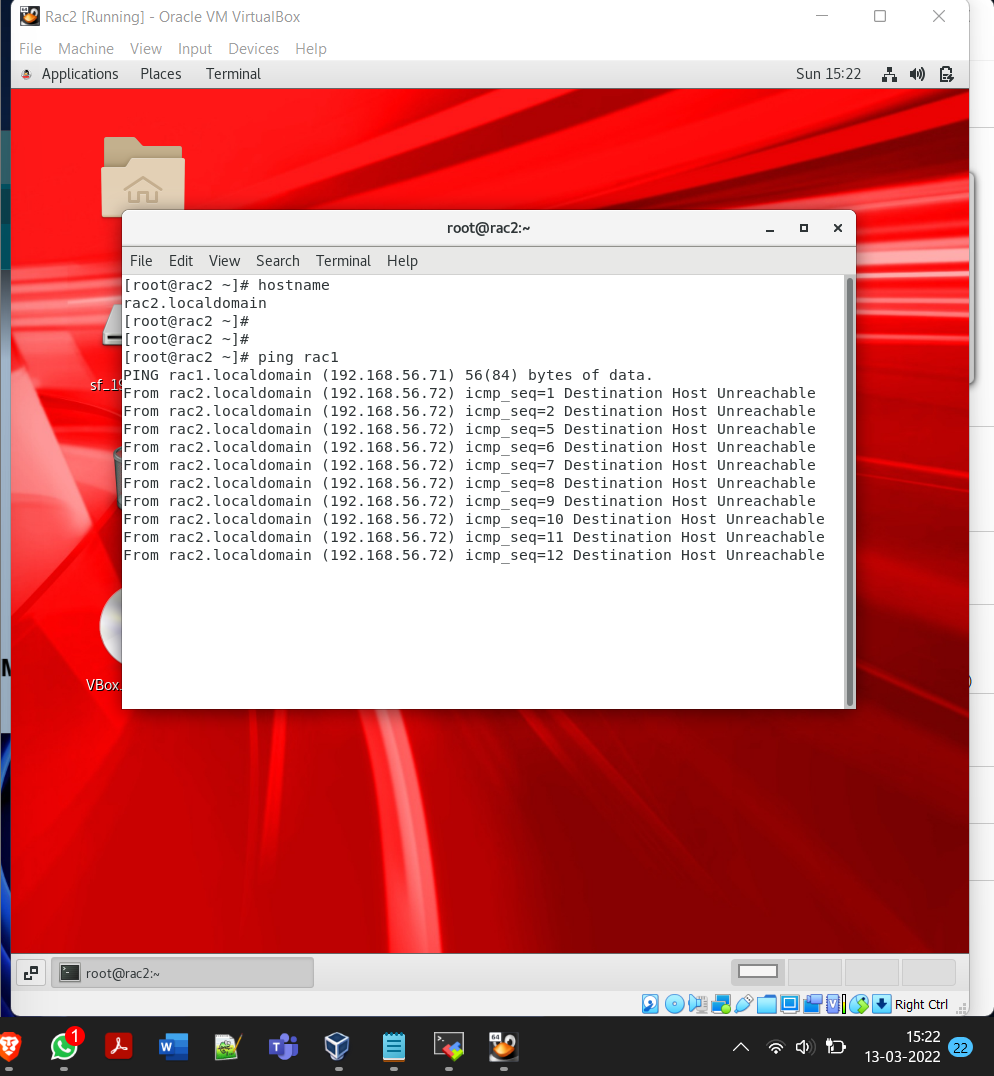 Rac2 [Running] - Oracle VM VirtualBox
File Machine View Input Devices Help
Applications Places Terminal Sun 15:22
root@rac2:~
File Edit View Search Terminal Help
[root@rac2 ~]# hostname
rac2.localdomain
[root@rac2 ~]#
[root@rac2 ~]#
[root@rac2 ~]# ping rac1
PING rac1.localdomain (192.168.56.71) 56(84) bytes of data.
From rac2.localdomain (192.168.56.72) icmp_seq=1 Destination Host Unreachable
From rac2.localdomain (192.168.56.72) icmp_seq=2 Destination Host Unreachable
From rac2.localdomain (192.168.56.72) icmp_seq=5 Destination Host Unreachable
From rac2.localdomain (192.168.56.72) icmp_seq=6 Destination Host Unreachable
From rac2.localdomain (192.168.56.72) icmp_seq=7 Destination Host Unreachable
From rac2.localdomain (192.168.56.72) icmp_seq=8 Destination Host Unreachable
From rac2.localdomain (192.168.56.72) icmp_seq=9 Destination Host Unreachable
From rac2.localdomain (192.168.56.72) icmp_seq=10 Destination Host Unreachable
From rac2.localdomain (192.168.56.72) icmp_seq=11 Destination Host Unreachable
From rac2.localdomain (192.168.56.72) icmp_seq=12 Destination Host Unreachable
sf_19
VBox.
root@rac2:~
Right Ctrl
1
15:22
13-03-2022
22